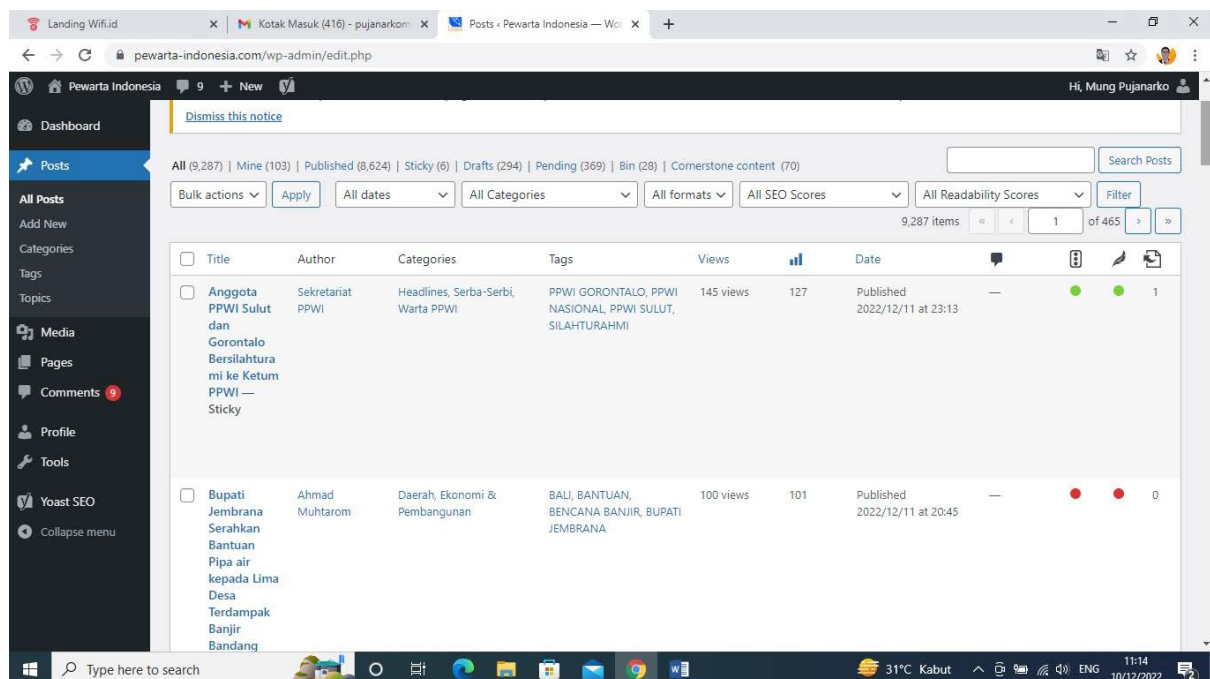 Landing Wifi.id
Kotak Masuk (416) - pujanarkom
Posts ‹ Pewarta Indonesia — Wor
pewarta-indonesia.com/wp-admin/edit.php
Pewarta Indonesia 9 + New
Hi, Mung Pujanarko
Dismiss this notice
Dashboard
Posts
All Posts
Add New
Categories
Tags
Topics
Media
Pages
Comments 9
Profile
Tools
Yoast SEO
Collapse menu
All (9,287) | Mine (103) | Published (8,624) | Sticky (6) | Drafts (294) | Pending (369) | Bin (28) | Cornerstone content (70)
Search Posts
Bulk actions Apply All dates All Categories All formats All SEO Scores All Readability Scores Filter
9,287 items « ‹ 1 of 465 › »
Title Author Categories Tags Views Date
Anggota
PPWI Sulut
dan
Gorontalo
Bersilahtura
mi ke Ketum
PPWI —
Sticky
Sekretariat
PPWI
Headlines, Serba-Serbi,
Warta PPWI
PPWI GORONTALO, PPWI
NASIONAL, PPWI SULUT,
SILAHTURAHMI
145 views
127
Published
2022/12/11 at 23:13
—
1
Bupati
Jembrana
Serahkan
Bantuan
Pipa air
kepada Lima
Desa
Terdampak
Banjir
Bandang
Ahmad
Muhtarom
Daerah, Ekonomi &
Pembangunan
BALI, BANTUAN,
BENCANA BANJIR, BUPATI
JEMBRANA
100 views
101
Published
2022/12/11 at 20:45
—
0
Type here to search
31°C Kabut
ENG
11:14
10/12/2022
2